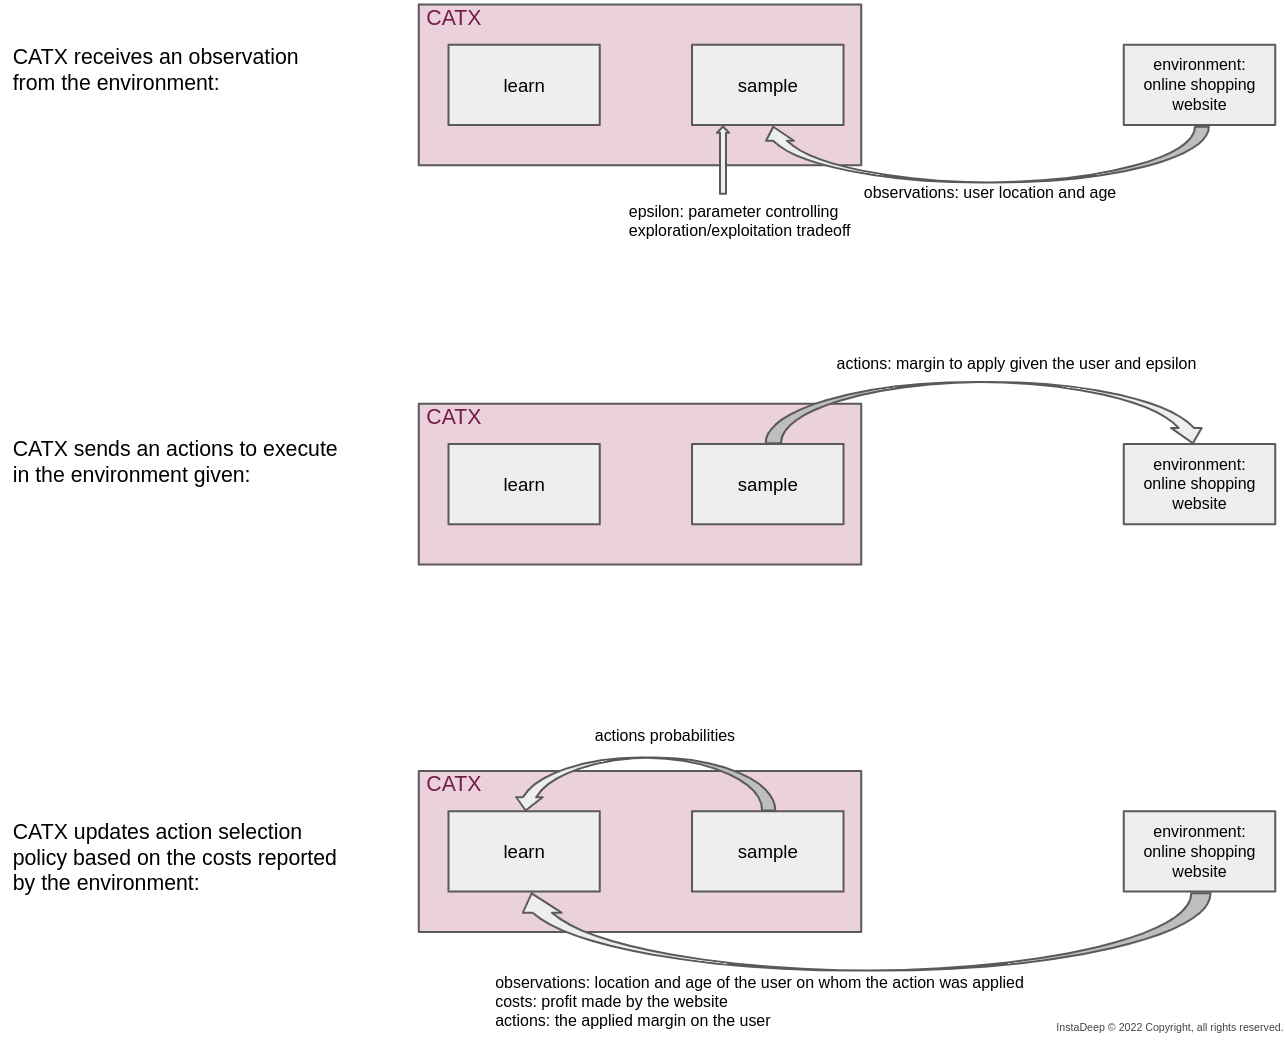 CATX receives an observation
from the environment:
CATX
learn
sample
environment:
online shopping
website
observations: user location and age
epsilon: parameter controlling
exploration/exploitation tradeoff
actions: margin to apply given the user and epsilon
CATX sends an actions to execute
in the environment given:
CATX
learn
sample
environment:
online shopping
website
actions probabilities
CATX updates action selection
policy based on the costs reported
by the environment:
CATX
learn
sample
environment:
online shopping
website
observations: location and age of the user on whom the action was applied
costs: profit made by the website
actions: the applied margin on the user
InstaDeep © 2022 Copyright, all rights reserved.